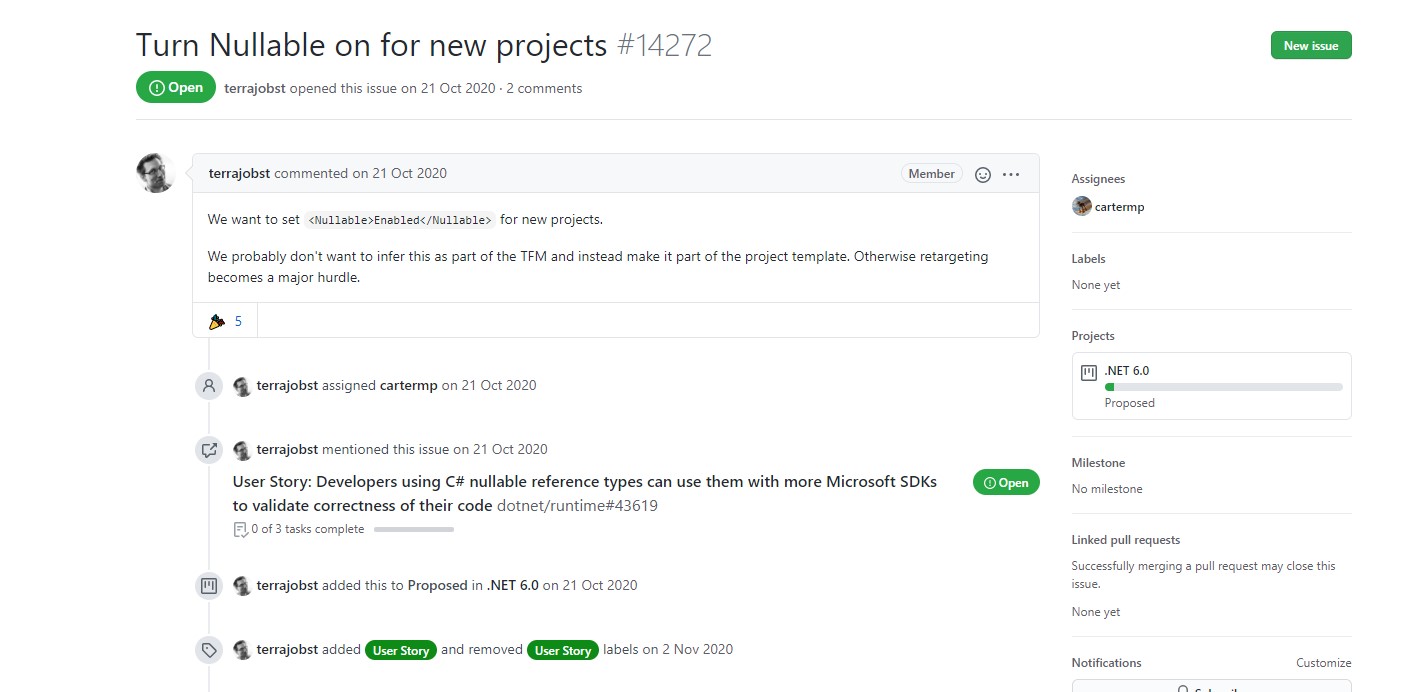 Turn Nullable on for new projects #14272
New issue
Open
terrajobst opened this issue on 21 Oct 2020 · 2 comments
terrajobst commented on 21 Oct 2020
Member
We want to set <Nullable>Enabled</Nullable> for new projects.
We probably don't want to infer this as part of the TFM and instead make it part of the project template. Otherwise retargeting
becomes a major hurdle.
5
terrajobst assigned cartermp on 21 Oct 2020
terrajobst mentioned this issue on 21 Oct 2020
User Story: Developers using C# nullable reference types can use them with more Microsoft SDKs
to validate correctness of their code dotnet/runtime#43619
Open
0 of 3 tasks complete
terrajobst added this to Proposed in .NET 6.0 on 21 Oct 2020
terrajobst added User Story and removed User Story labels on 2 Nov 2020
Assignees
cartermp
Labels
None yet
Projects
.NET 6.0
Proposed
Milestone
No milestone
Linked pull requests
Successfully merging a pull request may close this
issue.
None yet
Notifications
Customize